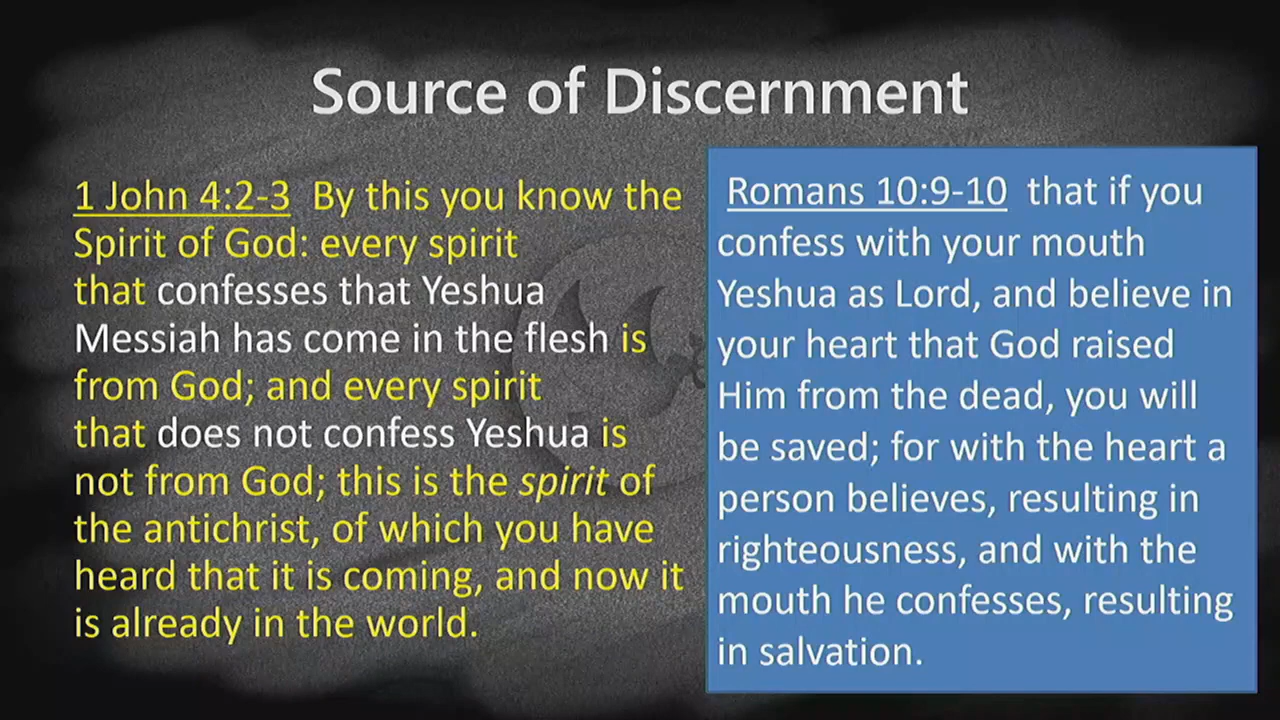 Source of Discernment
1 John 4:2-3 By this you know the
Spirit of God: every spirit
that confesses that Yeshua
Messiah has come in the flesh is
from God; and every spirit
that does not confess Yeshua is
not from God; this is the spirit of
the antichrist, of which you have
heard that it is coming, and now it
is already in the world.
Romans 10:9-10 that if you
confess with your mouth
Yeshua as Lord, and believe in
your heart that God raised
Him from the dead, you will
be saved; for with the heart a
person believes, resulting in
righteousness, and with the
mouth he confesses, resulting
in salvation.